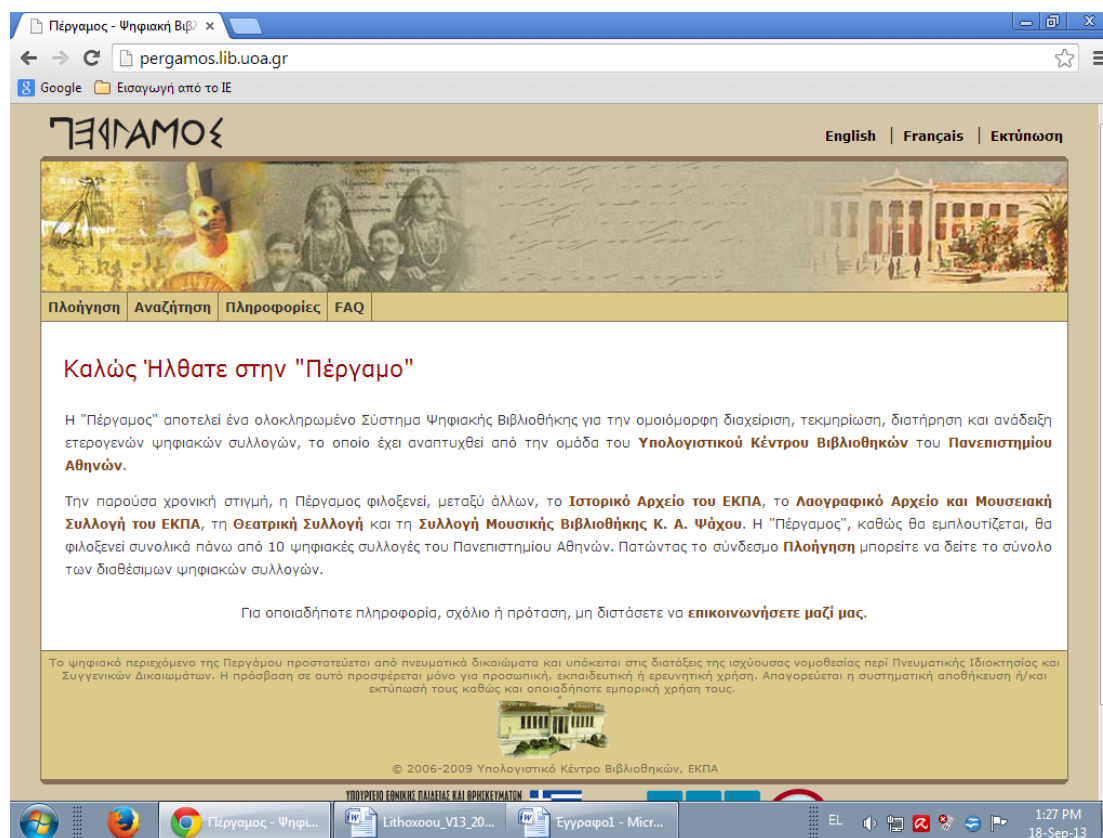 Πέργαμος - Ψηφιακή Βιβλ
pergamos.lib.uoa.gr
Google Εισαγωγή από το IE
ΠΕΡΓΑΜΟΣ
English | Français | Εκτύπωση
Πλοήγηση Αναζήτηση Πληροφορίες FAQ
Καλώς Ήλθατε στην "Πέργαμο"
Η "Πέργαμος" αποτελεί ένα ολοκληρωμένο Σύστημα Ψηφιακής Βιβλιοθήκης για την ομοιόμορφη διαχείριση, τεκμηρίωση, διατήρηση και ανάδειξη
ετερογενών ψηφιακών συλλογών, το οποίο έχει αναπτυχθεί από την ομάδα του Υπολογιστικού Κέντρου Βιβλιοθηκών του Πανεπιστημίου
Αθηνών.
Την παρούσα χρονική στιγμή, η Πέργαμος φιλοξενεί, μεταξύ άλλων, το Ιστορικό Αρχείο του ΕΚΠΑ, το Λαογραφικό Αρχείο και Μουσειακή
Συλλογή του ΕΚΠΑ, τη Θεατρική Συλλογή και τη Συλλογή Μουσικής Βιβλιοθήκης Κ. Α. Ψάχου. Η "Πέργαμος", καθώς θα εμπλουτίζεται, θα
φιλοξενεί συνολικά πάνω από 10 ψηφιακές συλλογές του Πανεπιστημίου Αθηνών. Πατώντας το σύνδεσμο Πλοήγηση μπορείτε να δείτε το σύνολο
των διαθέσιμων ψηφιακών συλλογών.
Για οποιαδήποτε πληροφορία, σχόλιο ή πρόταση, μη διστάσετε να επικοινωνήσετε μαζί μας.
Το ψηφιακό περιεχόμενο της Περγάμου προστατεύεται από πνευματικά δικαιώματα και υπόκειται στις διατάξεις της ισχύουσας νομοθεσίας περί Πνευματικής Ιδιοκτησίας και
Συγγενικών Δικαιωμάτων. Η πρόσβαση σε αυτό προσφέρεται μόνο για προσωπική, εκπαιδευτική ή ερευνητική χρήση. Απαγορεύεται η συστηματική αποθήκευση ή/και
εκτύπωσή τους καθώς και οποιαδήποτε εμπορική χρήση τους.
© 2006-2009 Υπολογιστικό Κέντρο Βιβλιοθηκών, ΕΚΠΑ
ΥΠΟΥΡΓΕΙΟ ΕΘΝΙΚΗΣ ΠΑΙΔΕΙΑΣ ΚΑΙ ΘΡΗΣΚΕΥΜΑΤΩΝ
Πέργαμος - Ψηφι... Lithoxoou_V13_20... Έγγραφο1 - Micr... EL 1:27 PM
18-Sep-13